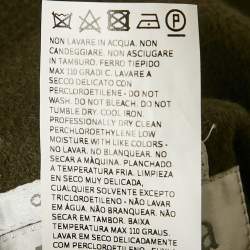 P
NON LAVARE IN ACQUA. NON
CANDEGGIARE. NON ASCIUGARE
IN TAMBURO. FERRO TIEPIDO
MAX 110 GRADI C. LAVARE A
SECCO DELICATO CON
PERCLOROETILENE - DO NOT
WASH. DO NOT BLEACH. DO NOT
TUMBLE DRY. COOL IRON.
PROFESSIONALLY DRY CLEAN
PERCHLOROETHYLENE LOW
MOISTURE WITH LIKE COLORS -
NO LAVAR. NO BLANQUEAR. NO
SECAR A MÀQUINA. PLANCHADO
A TEMPERATURA FRIA. LIMPIEZA
EN SECO MUY DELICADA,
CUALQUIER SOLVENTE EXCEPTO
TRICLOROETILENO - NÃO LAVAR
EM ÁGUA. NÃO BRANQUEAR. NÃO
SECAR EM TAMBOR. BAIXA
TEMPERATURA MAX 110 GRAUS.
LAVAR EM SECO DELICADAMENTE
COM PERCLOROETILENO.